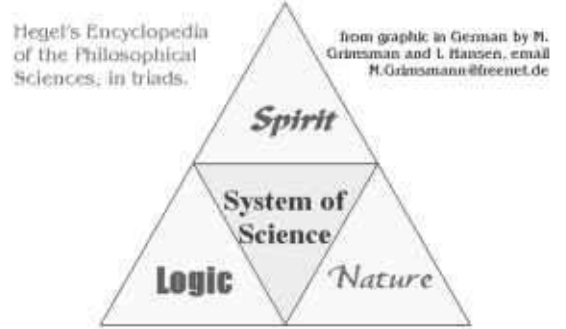 Hegel's Encyclopedia
of the Philosophical
Sciences, in triads.
from graphic in German by M.
Grimsman and L Hansen, email
M.Grimsmann@freenet.de
Spirit
System of
Science
Logic
Nature